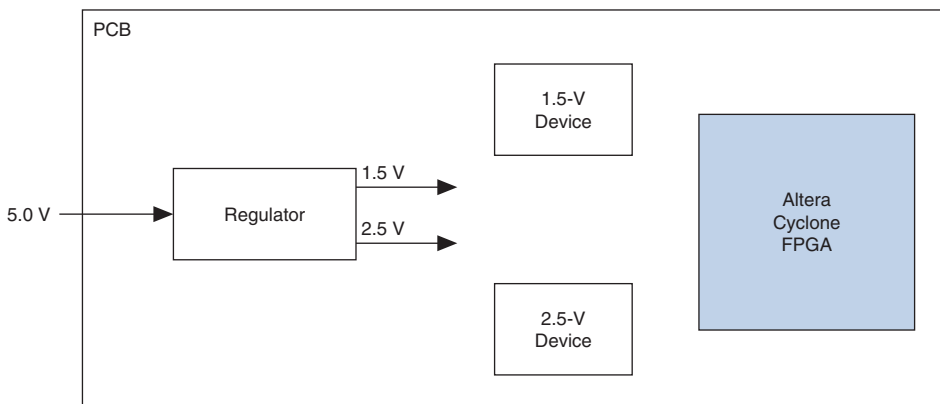 PCB
1.5-V
Device
1.5 V
5.0 V
Regulator
2.5 V
Altera
Cyclone
FPGA
2.5-V
Device